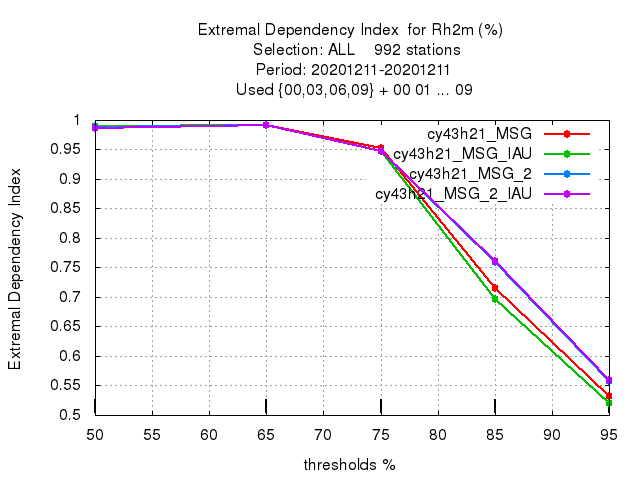 Extremal Dependency Index  for Rh2m (%)
Selection: ALL    992 stations
Period: 20201211-20201211
Used {00,03,06,09} + 00 01 ... 09
cy43h21_MSG
cy43h21_MSG_IAU
cy43h21_MSG_2
cy43h21_MSG_2_IAU
Extremal Dependency Index
1
0.95
0.9
0.85
0.8
0.75
0.7
0.65
0.6
0.55
0.5
50 55 60 65 70 75 80 85 90 95
thresholds %